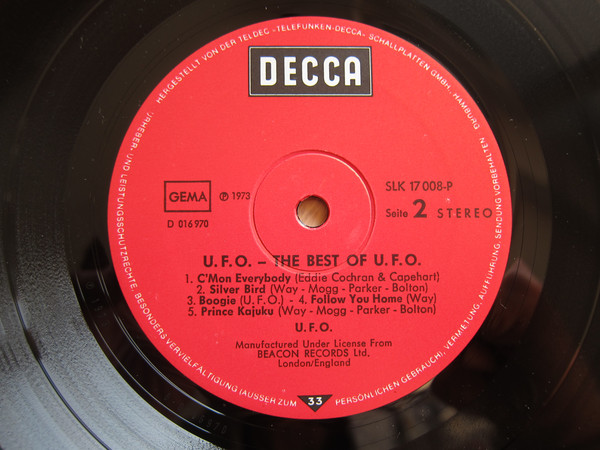 HERGESTELLT VON DER TELDEC »TELEFUNKEN-DECCA« SCHALLPLATTEN GMBH, HAMBURG
DECCA
GEMA
D 016 970
℗ 1973
SLK 17 008-P
Seite 2 STEREO
U.F.O. – THE BEST OF U.F.O.
1. C'Mon Everybody (Eddie Cochran & Capehart)
2. Silver Bird (Way - Mogg - Parker - Bolton)
3. Boogie (U.F.O.) - 4. Follow You Home (Way)
5. Prince Kajuku (Way - Mogg - Parker - Bolton)
U.F.O.
Manufactured Under License From
BEACON RECORDS Ltd,
London/England
33
URHEBER- UND LEISTUNGSSCHUTZRECHTE, BESONDERS VERVIELFÄLTIGUNG (AUSSER ZUM PERSÖNLICHEN GEBRAUCH), VERMIETUNG, AUFFÜHRUNG, SENDUNG VORBEHALTEN